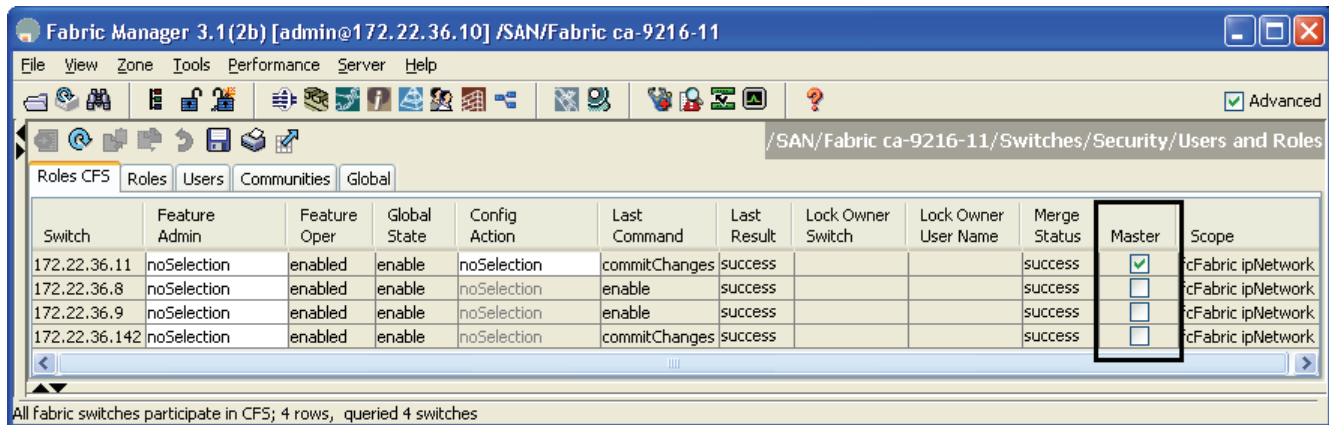 Fabric Manager 3.1(2b) [admin@172.22.36.10] /SAN/Fabric ca-9216-11
File View Zone Tools Performance Server Help
Advanced
/SAN/Fabric ca-9216-11/Switches/Security/Users and Roles
Roles CFS Roles Users Communities Global
Switch Feature Admin Feature Oper Global State Config Action Last Command Last Result Lock Owner Switch Lock Owner User Name Merge Status Master Scope
172.22.36.11 noSelection enabled enable noSelection commitChanges success success fcFabric ipNetwork
172.22.36.8 noSelection enabled enable noSelection enable success success fcFabric ipNetwork
172.22.36.9 noSelection enabled enable noSelection enable success success fcFabric ipNetwork
172.22.36.142 noSelection enabled enable noSelection commitChanges success success fcFabric ipNetwork
All fabric switches participate in CFS; 4 rows, queried 4 switches